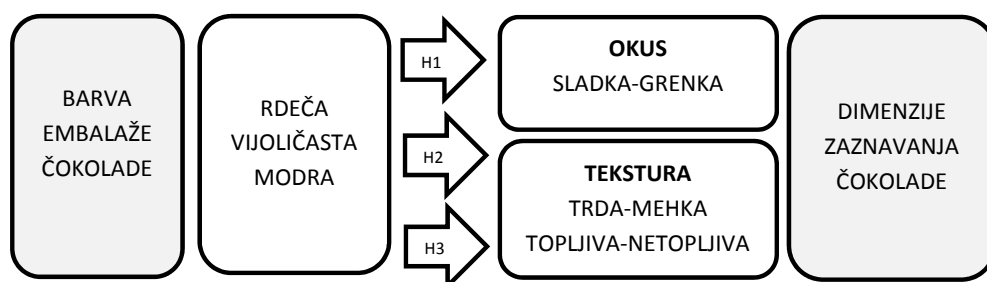 BARVA
EMBALAŽE
ČOKOLADE
RDEČA
VIJOLIČASTA
MODRA
H1
H2
H3
OKUS
SLADKA-GRENKA
TEKSTURA
TRDA-MEHKA
TOPLJIVA-NETOPLJIVA
DIMENZIJE
ZAZNAVANJA
ČOKOLADE